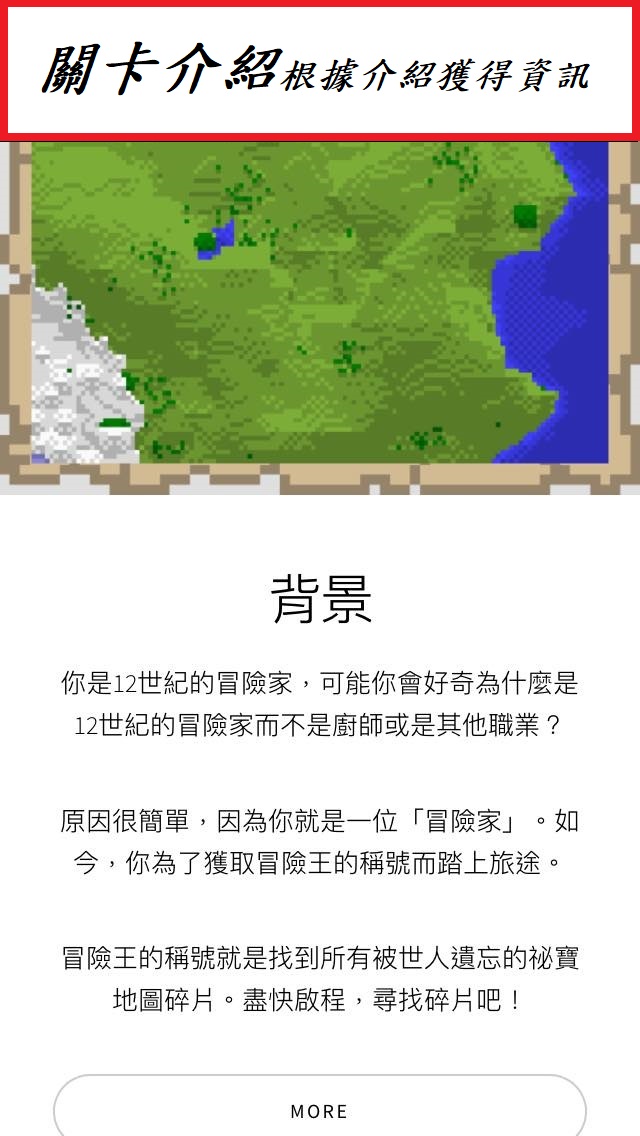 關卡介紹根據介紹獲得資訊
背景
你是12世紀的冒險家，可能你會好奇為什麼是
12世紀的冒險家而不是廚師或是其他職業？
原因很簡單，因為你就是一位「冒險家」。如
今，你為了獲取冒險王的稱號而踏上旅途。
冒險王的稱號就是找到所有被世人遺忘的祕寶
地圖碎片。盡快啟程，尋找碎片吧！
MORE